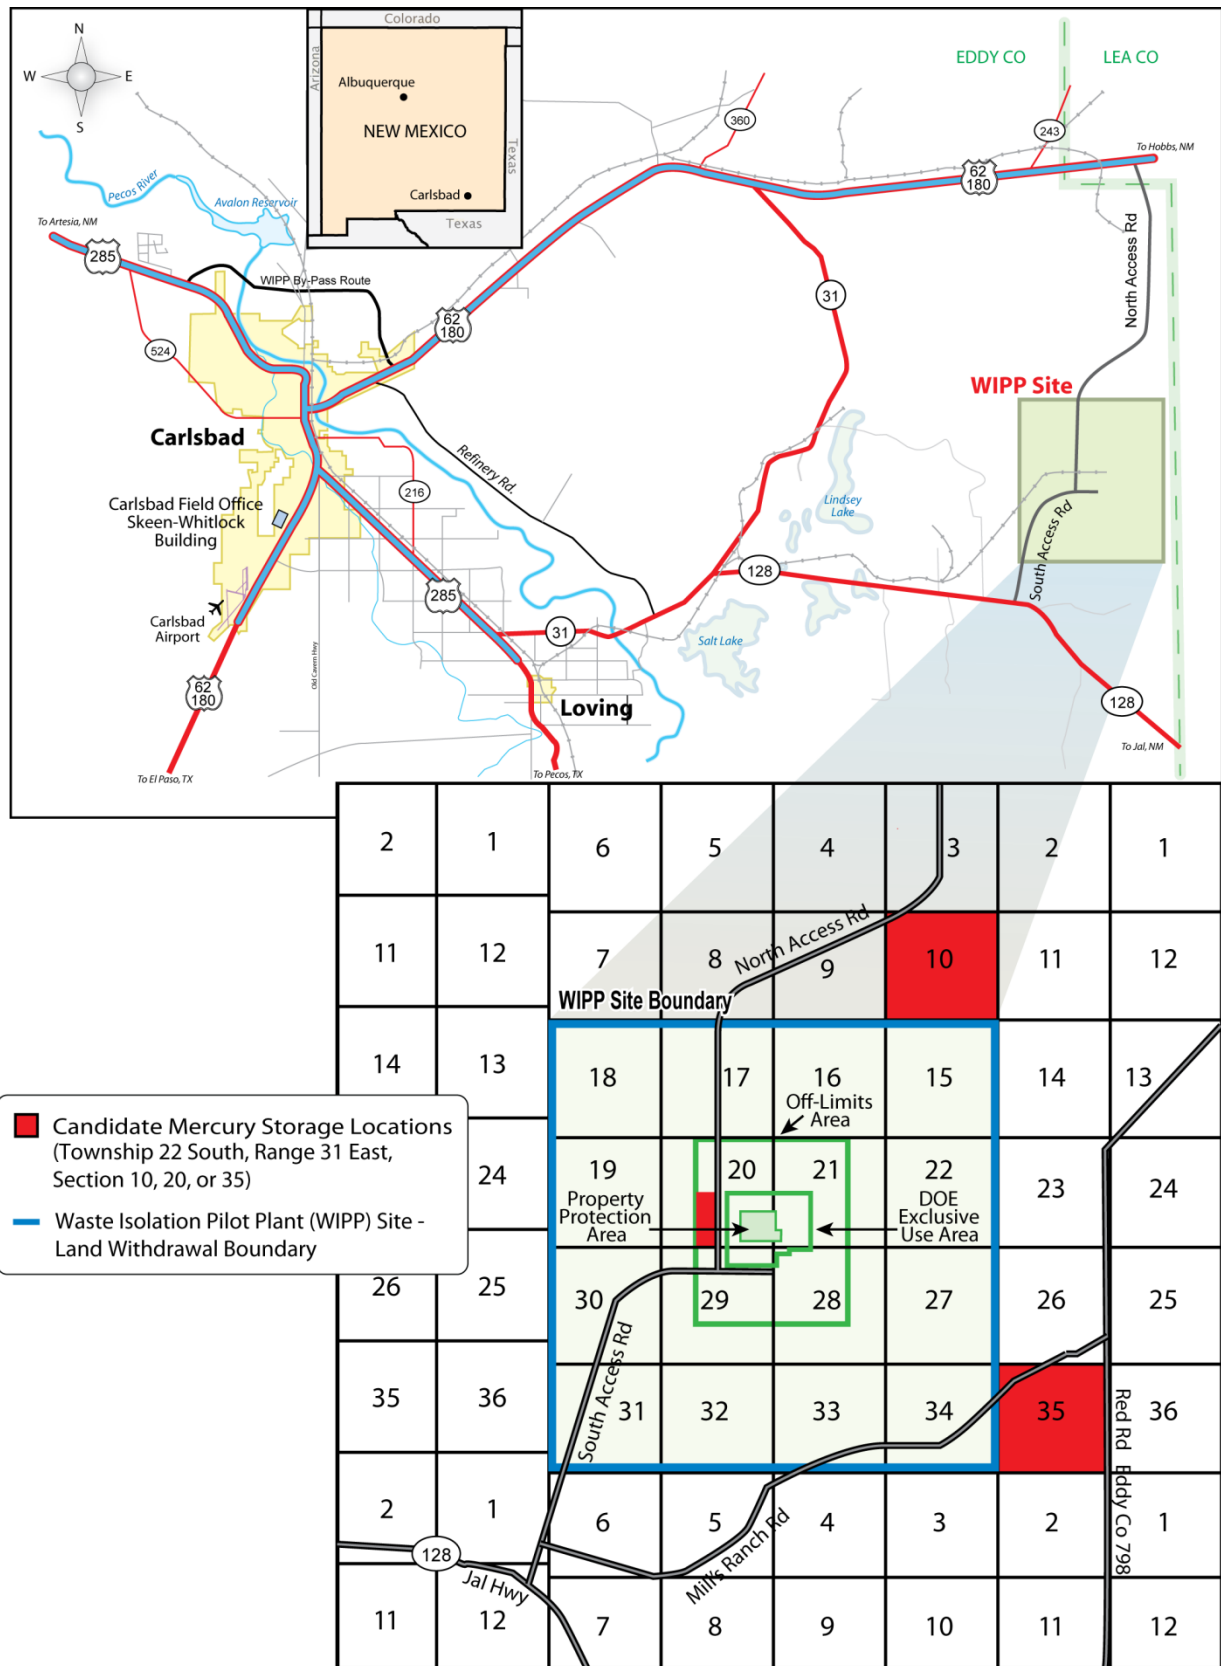 Colorado
Arizona
Albuquerque
NEW MEXICO
Texas
Carlsbad
Texas
N
W
E
S
EDDY CO
LEA CO
360
243
To Hobbs, NM
62
180
Pecos River
Avalon Reservoir
To Artesia, NM
285
WIPP By-Pass Route
62
180
31
North Access Rd
524
WIPP Site
Carlsbad
Refinery Rd.
216
Lindsey
Lake
Carlsbad Field Office
Skeen-Whitlock
Building
South Access Rd
128
285
Carlsbad
Airport
31
Salt Lake
Old Cavern Hwy
62
180
Loving
128
To Jal, NM
To El Paso, TX
To Pecos, TX
2 1 6 5 4 3 2 1
11 12 7 8 North Access Rd 9 10 11 12
WIPP Site Boundary
14 13 18 17 16 15 14 13
Off-Limits
Area
Candidate Mercury Storage Locations
(Township 22 South, Range 31 East,
Section 10, 20, or 35)
Waste Isolation Pilot Plant (WIPP) Site -
Land Withdrawal Boundary
24 19 20 21 22 23 24
Property
Protection
Area
DOE
Exclusive
Use Area
26 25 30 29 28 27 26 25
South Access Rd
35 36 31 32 33 34 35 36
Red Rd Eddy Co 798
2 1 6 5 4 3 2 1
Mill's Ranch Rd
128
Jal Hwy
11 12 7 8 9 10 11 12